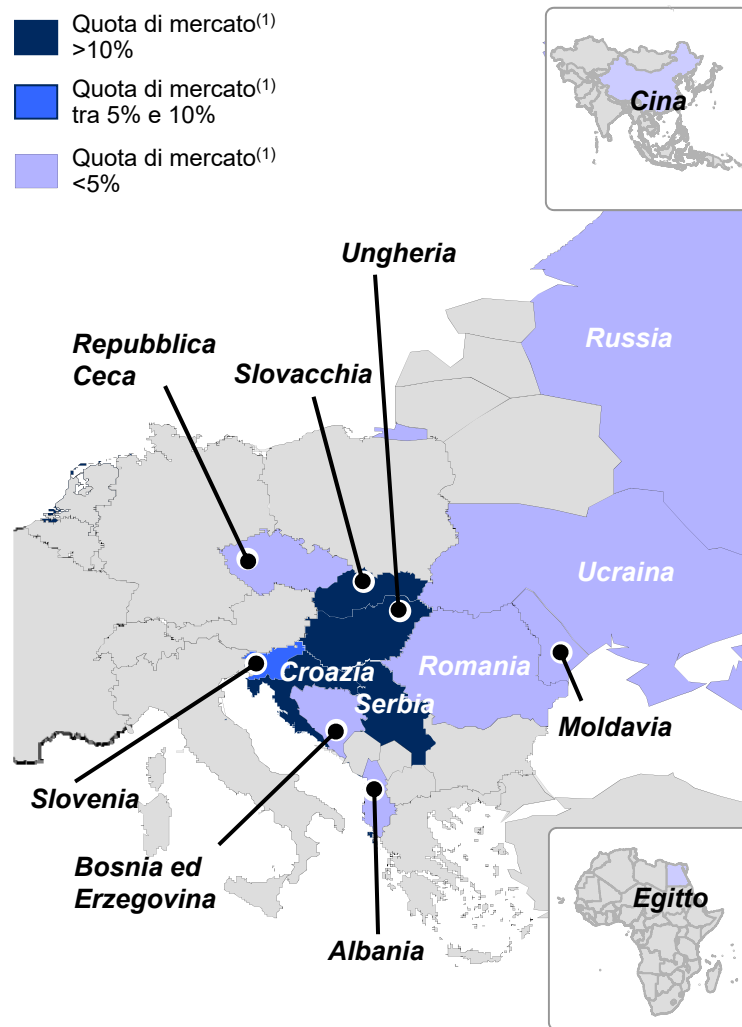 Quota di mercato(1)
>10%
Quota di mercato(1)
tra 5% e 10%
Quota di mercato(1)
<5%
Cina
Ungheria
Russia
Repubblica
Ceca
Slovacchia
Ucraina
Croazia
Romania
Serbia
Moldavia
Slovenia
Bosnia ed
Erzegovina
Egitto
Albania